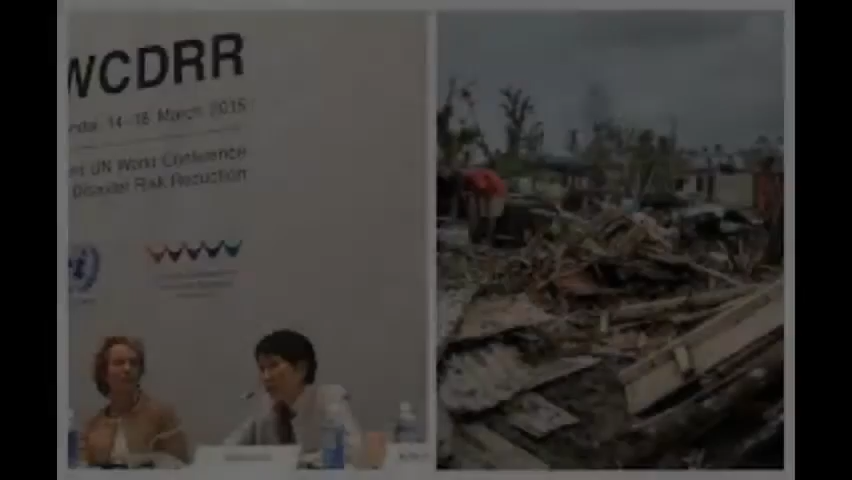 WCDRR
ndai 14-18 March 2015
UN World Conference
Disaster Risk Reduction